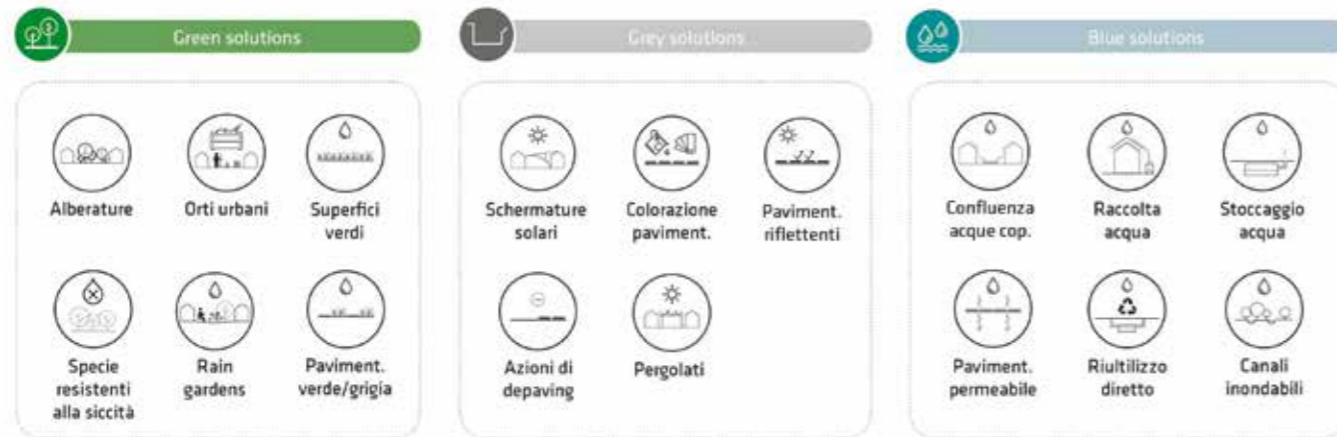 Green solutions
Alberature
Orti urbani
Superfici
verdi
Specie
resistenti
alla siccità
Rain
gardens
Paviment.
verde/grigia
Grey solutions
Schermature
solari
Colorazione
paviment.
Paviment.
riflettenti
Azioni di
depaving
Pergolati
Blue solutions
Confluenza
acque cop.
Raccolta
acqua
Stoccaggio
acqua
Paviment.
permeabile
Riultilizzo
diretto
Canali
inondabili